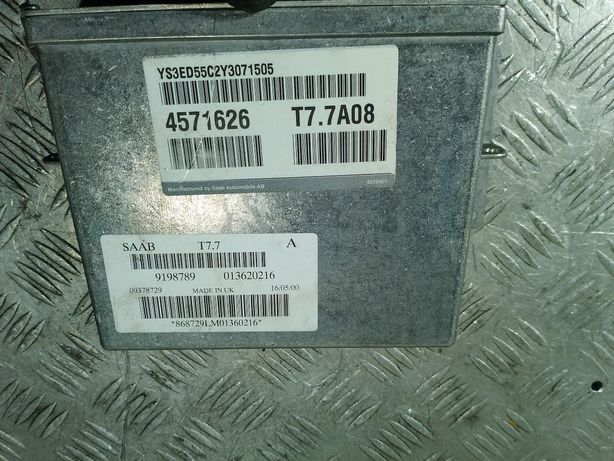 YS3ED55C2Y3071505
4571626 T7.7A08
Manufactured by Saab Automobile AB
SAAB T7.7 A
9198789 013620216
09378729 MADE IN UK 16/05/00
*868729LM01360216*